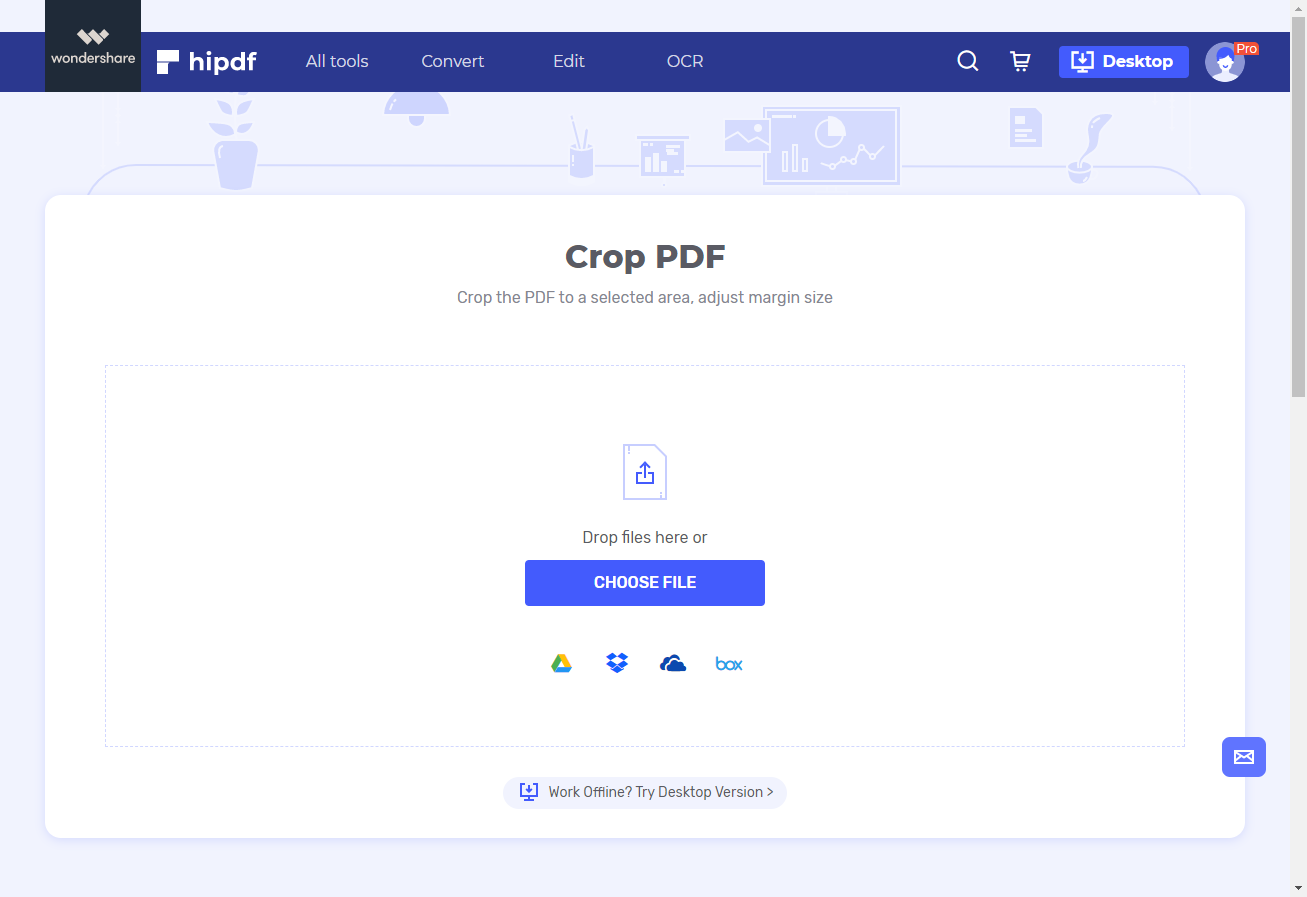 wondershare
hipdf
All tools
Convert
Edit
OCR
Desktop
Pro
Crop PDF
Crop the PDF to a selected area, adjust margin size
Drop files here or
CHOOSE FILE
box
Work Offline? Try Desktop Version >